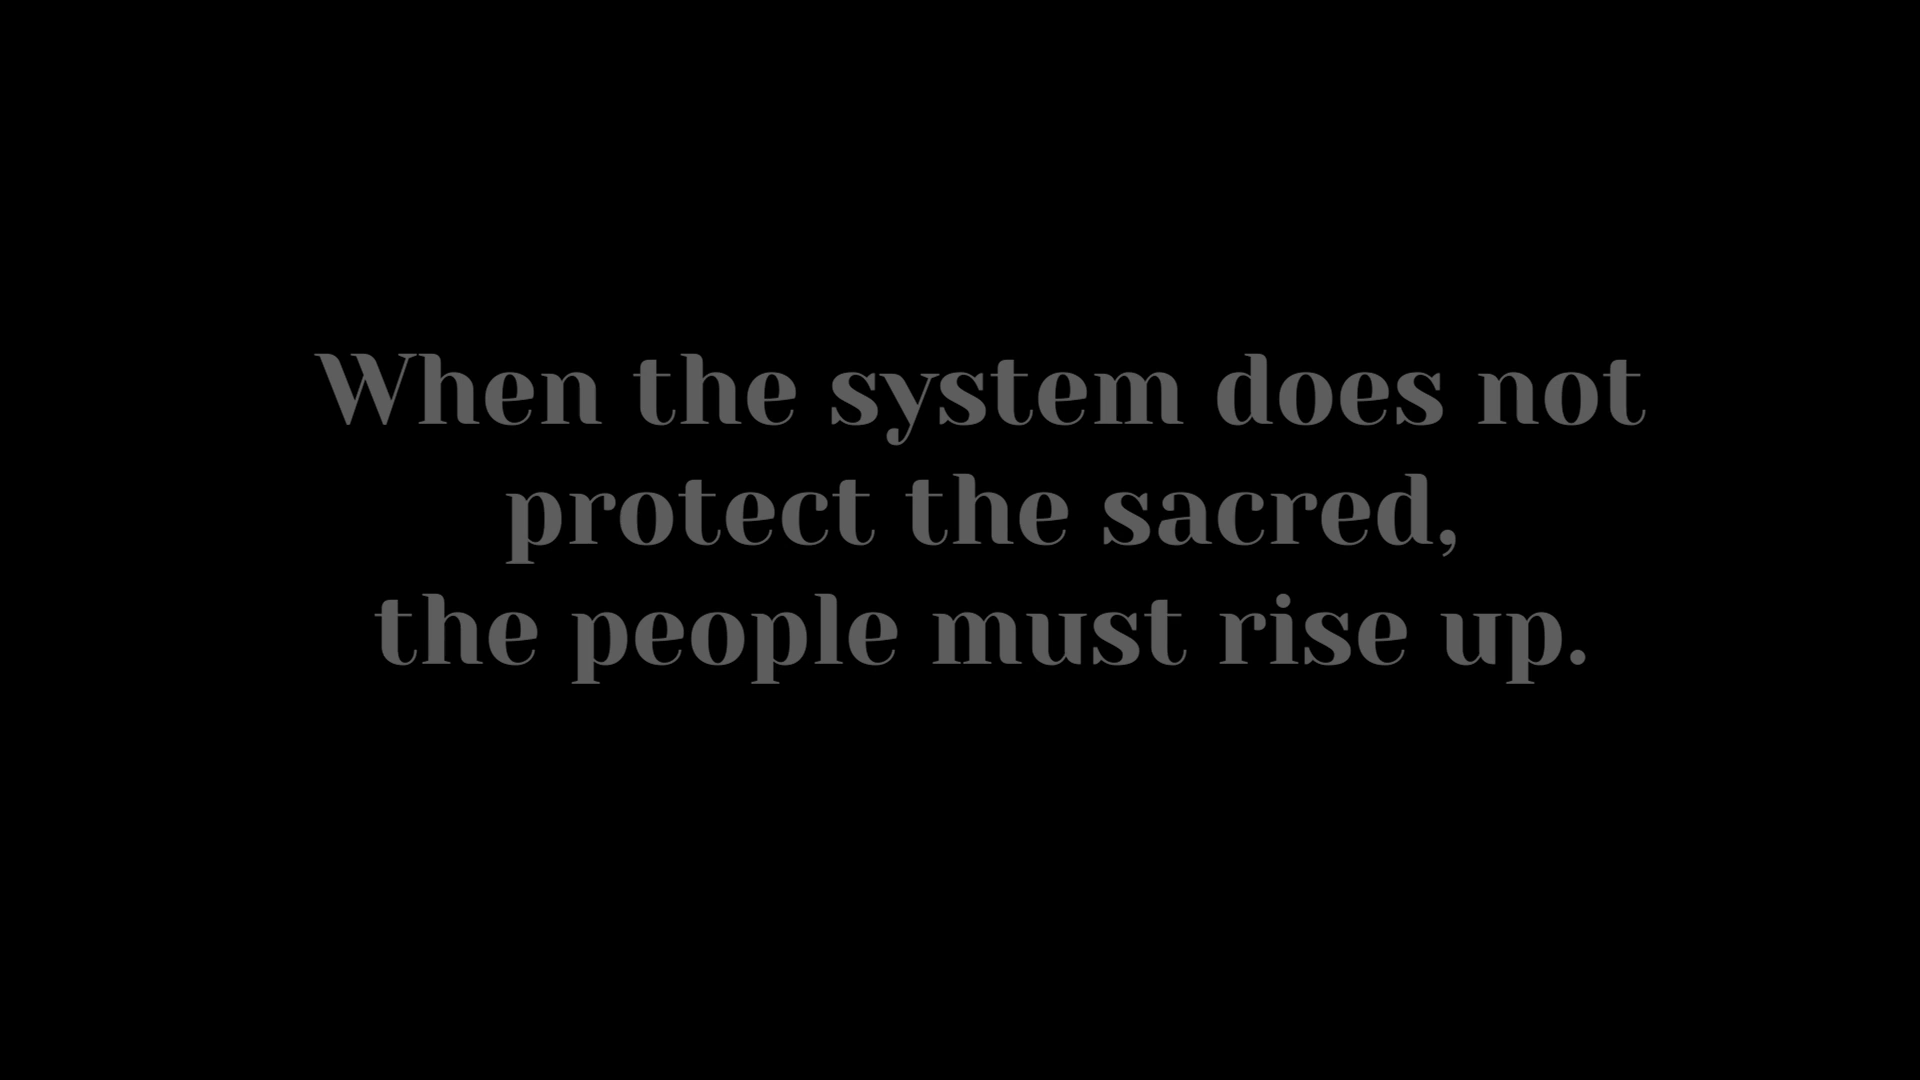 When the system does not
protect the sacred,
the people must rise up.